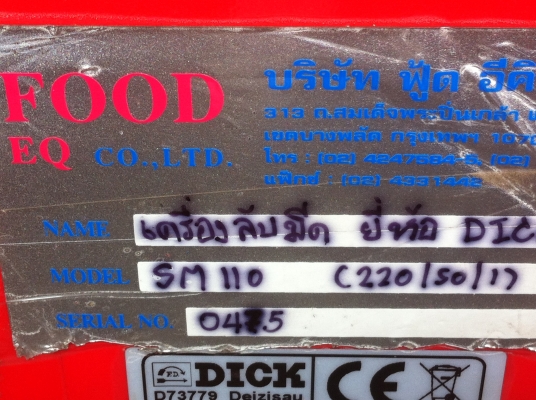 FOOD
EQ CO.,LTD.
บริษัท ฟู้ด อีคิ
313 ถ.สมเด็จพระปิ่นเกล้า
เขตบางพลัด กรุงเทพฯ 1070
โทร : (02) 4247584-5, (02)
แฟ็กซ์ : (02) 4331442
NAME เครื่องลับมีด ยี่ห้อ DIC
MODEL SM 110 (220/50/1)
SERIAL NO. 0475
F.D. DICK CE
D73779 Deizisau